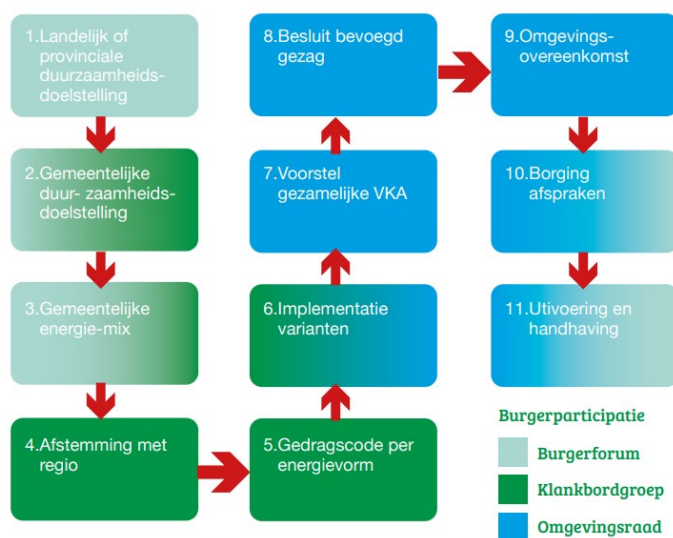 1.Landelijk of
provinciale
duurzaamheids-
doelstelling
2.Gemeentelijke
duur- zaamheids-
doelstelling
3.Gemeentelijke
energie-mix
4.Afstemming met
regio
5.Gedragscode per
energievorm
6.Implementatie
varianten
7.Voorstel
gezamelijke VKA
8.Besluit bevoegd
gezag
9.Omgevings-
overeenkomst
10.Borging
afspraken
11.Utivoering en
handhaving
Burgerparticipatie
Burgerforum
Klankbordgroep
Omgevingsraad